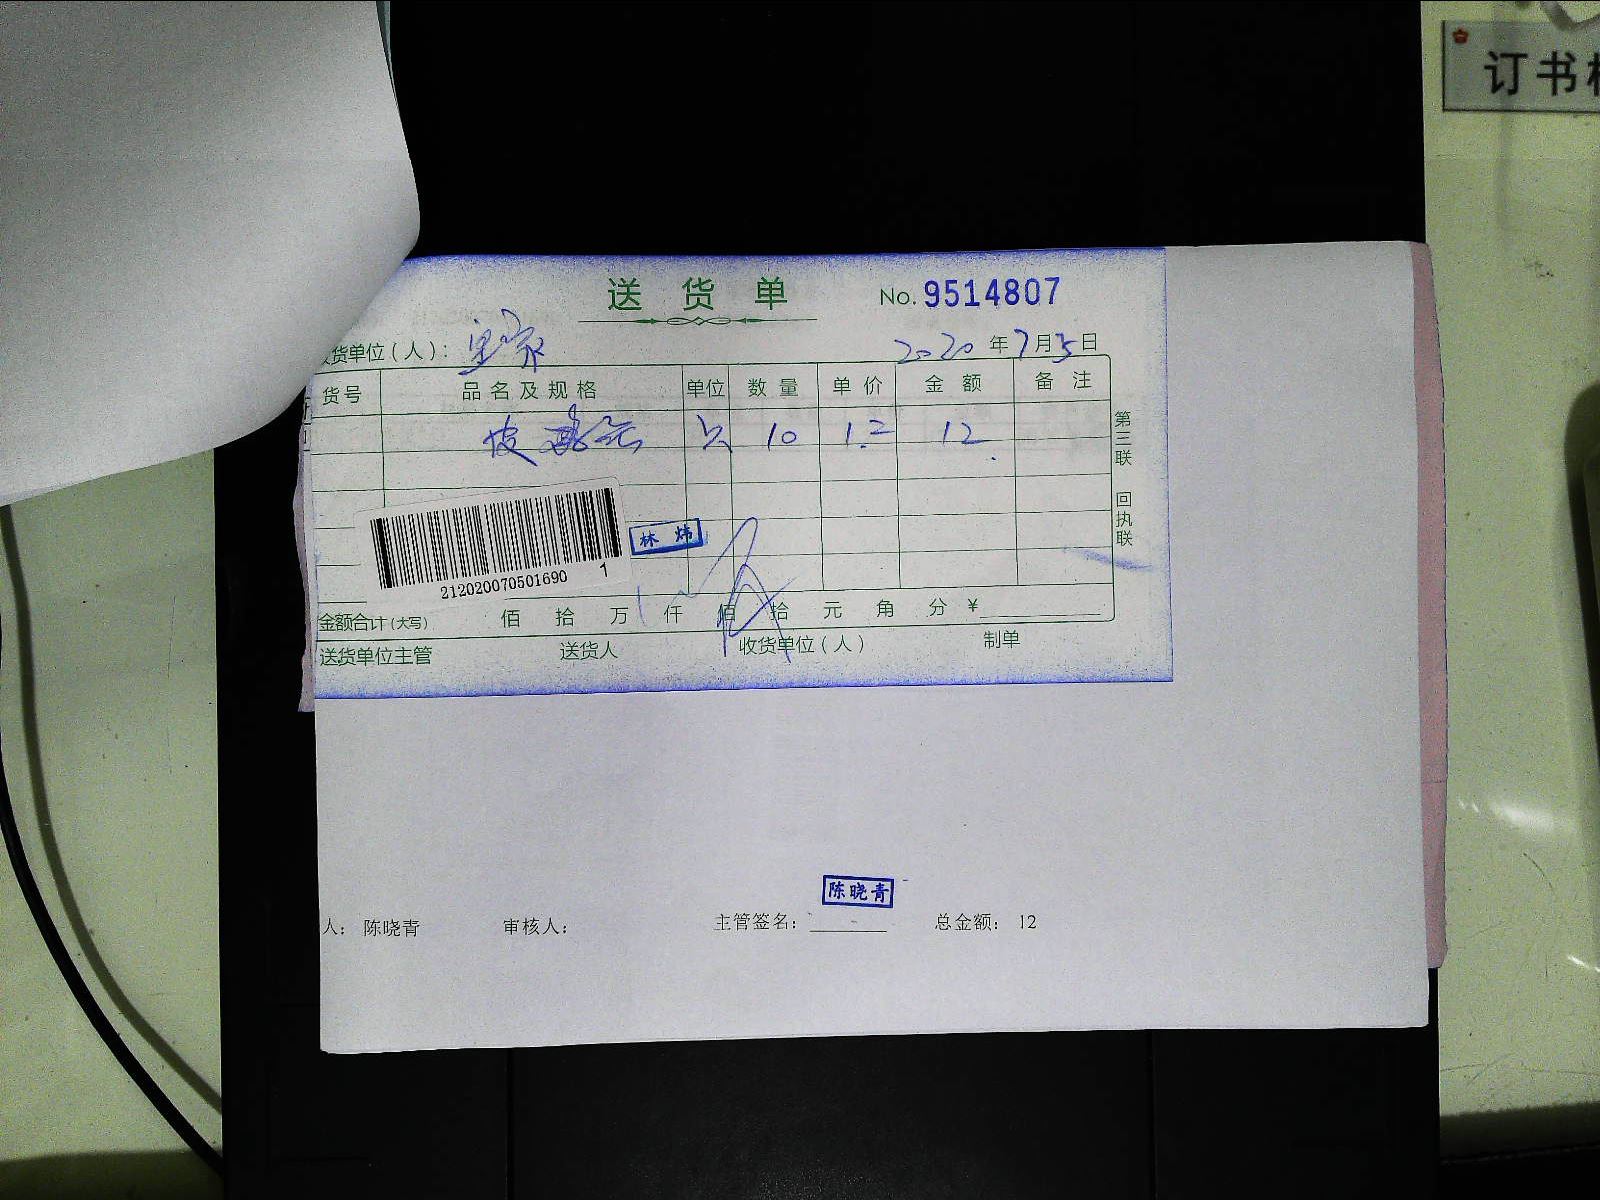 订书
送货单 No. 9514807
货单位(人):
2020年7月5日
货号 品名及规格 单位 数量 单价 金额 备注
皮 只 10 1.2 12
第三联 回执联
林炜
212020070501690 1
金额合计(大写) 佰 拾 万 仟 佰 拾 元 角 分 ¥
送货单位主管 送货人 收货单位(人) 制单
陈晓青
人: 陈晓青 审核人: 主管签名: 总金额: 12